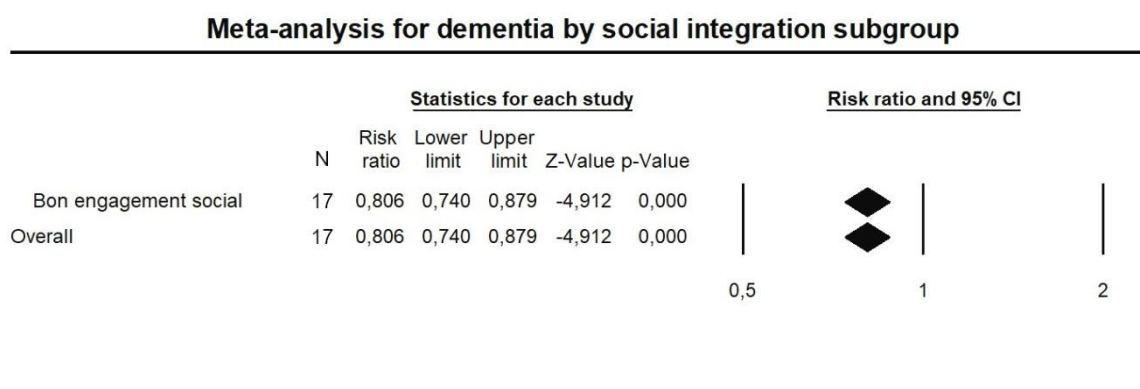 Meta-analysis for dementia by social integration subgroup
Statistics for each study Risk ratio and 95% CI
Risk Lower Upper
N ratio limit limit Z-Value p-Value
Bon engagement social 17 0,806 0,740 0,879 -4,912 0,000
Overall 17 0,806 0,740 0,879 -4,912 0,000
0,5 1 2